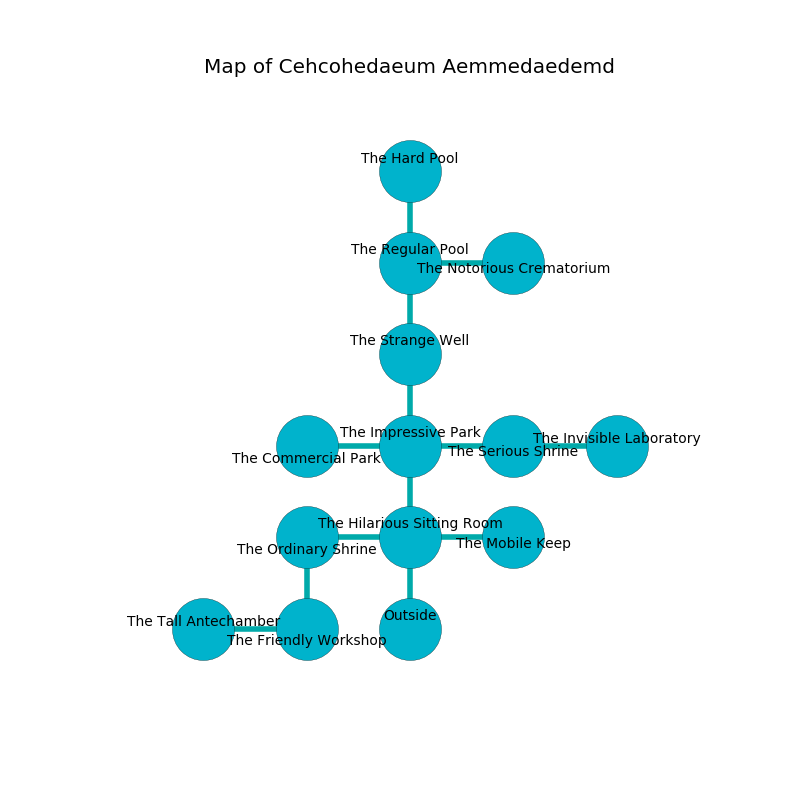 Map of Cehcohedaeum Aemmedaedemd
The Hard Pool
The Regular Pool
The Notorious Crematorium
The Strange Well
The Impressive Park
The Invisible Laboratory
The Serious Shrine
The Commercial Park
The Hilarious Sitting Room
The Mobile Keep
The Ordinary Shrine
Outside
The Tall Antechamber
The Friendly Workshop